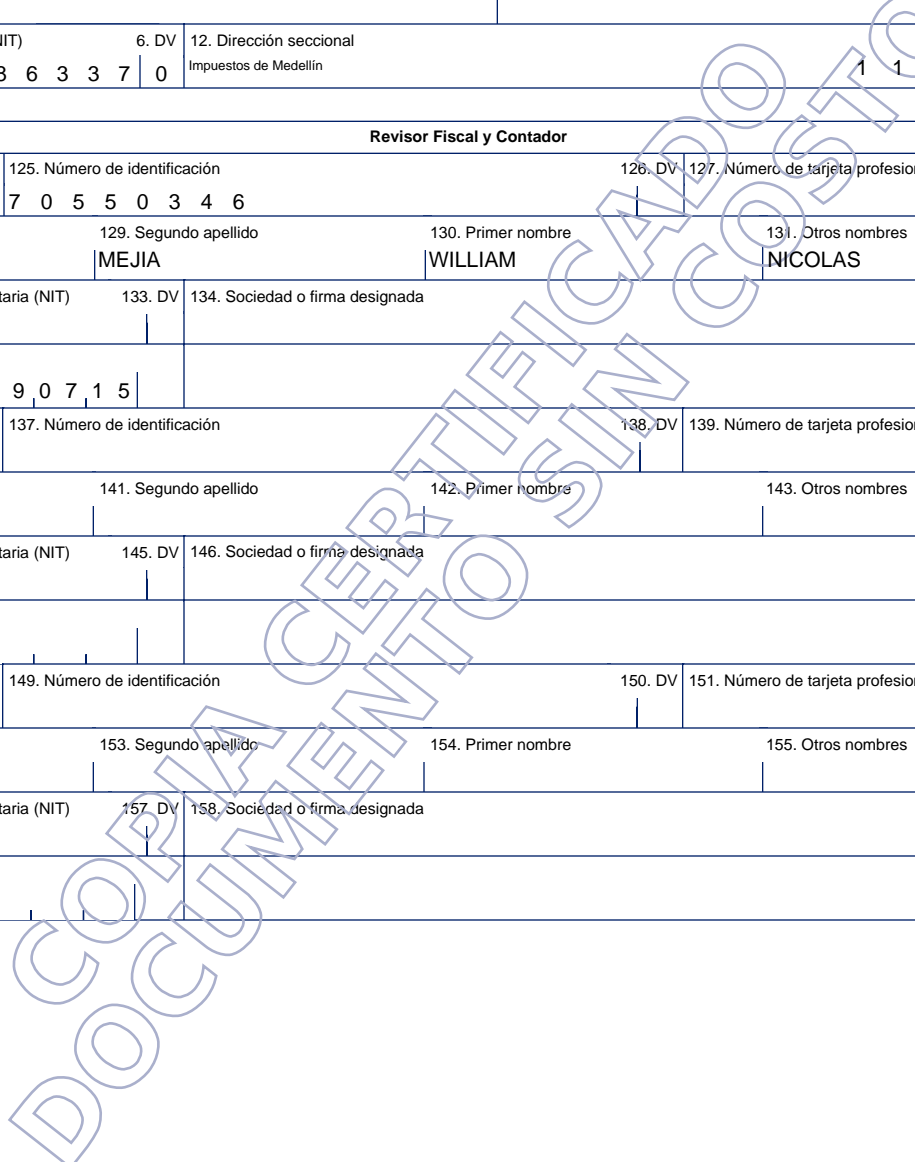 NIT) 6. DV 12. Dirección seccional
3 6 3 3 7 0 Impuestos de Medellín 1 1
Revisor Fiscal y Contador
125. Número de identificación 126. DV 127. Número de tarjeta profesion
7 0 5 5 0 3 4 6
129. Segundo apellido 130. Primer nombre 131. Otros nombres
MEJIA WILLIAM NICOLAS
taria (NIT) 133. DV 134. Sociedad o firma designada
9 0 7 1 5
137. Número de identificación 138. DV 139. Número de tarjeta profesion
141. Segundo apellido 142. Primer nombre 143. Otros nombres
taria (NIT) 145. DV 146. Sociedad o firma designada
149. Número de identificación 150. DV 151. Número de tarjeta profesion
153. Segundo apellido 154. Primer nombre 155. Otros nombres
taria (NIT) 157. DV 158. Sociedad o firma designada
COPIA CERTIFICADO
DOCUMENTO SIN COSTO